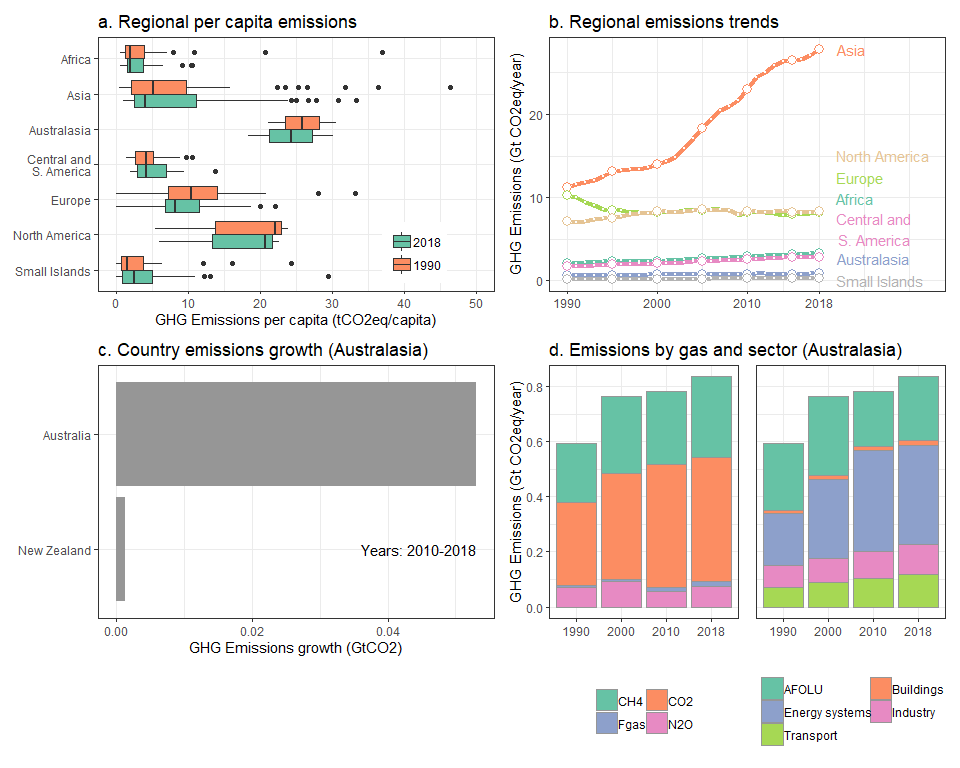 a. Regional per capita emissions
Africa
Asia
Australasia
Central and
S. America
Europe
North America
Small Islands
2018
1990
0 10 20 30 40 50
GHG Emissions per capita (tCO2eq/capita)
b. Regional emissions trends
GHG Emissions (Gt CO2eq/year)
20
10
0
Asia
North America
Europe
Africa
Central and
S. America
Australasia
Small Islands
1990 2000 2010 2018
c. Country emissions growth (Australasia)
Australia
New Zealand
Years: 2010-2018
0.00 0.02 0.04
GHG Emissions growth (GtCO2)
d. Emissions by gas and sector (Australasia)
GHG Emissions (Gt CO2eq/year)
0.8
0.6
0.4
0.2
0.0
1990 2000 2010 2018
1990 2000 2010 2018
CH4 CO2
Fgas N2O
AFOLU Buildings
Energy systems Industry
Transport